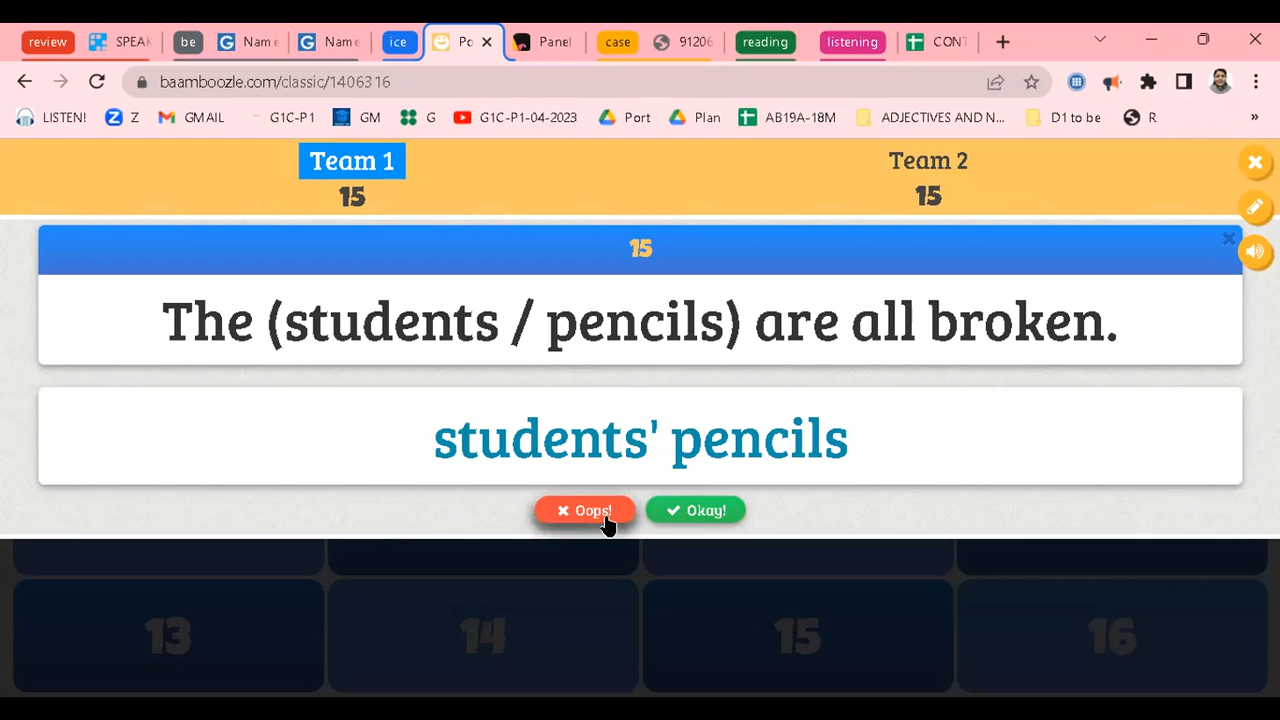 review SPEAK be Name Name ice Po Panel case 91206 reading listening CONT
baamboozle.com/classic/1406316
LISTEN! Z GMAIL G1C-P1 GM G G1C-P1-04-2023 Port Plan AB19A-18M ADJECTIVES AND N... D1 to be R »
Team 1 Team 2
15 15
15
The (students / pencils) are all broken.
students' pencils
Oops! Okay!
13 14 15 16